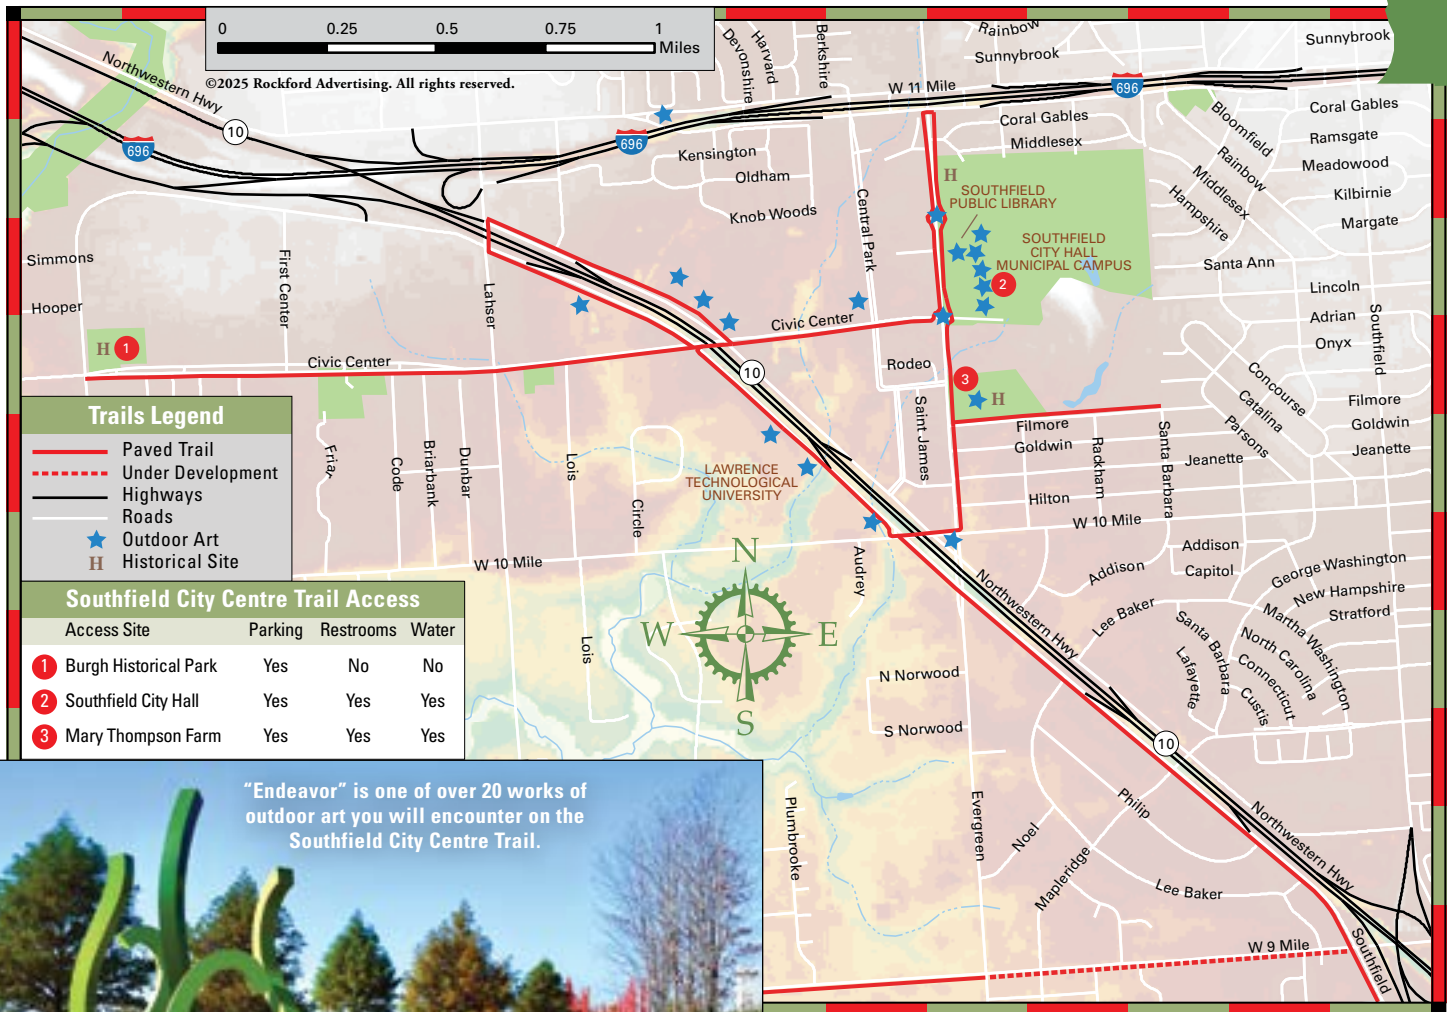 0 0.25 0.5 0.75 1
Miles
©2025 Rockford Advertising. All rights reserved.
Northwestern Hwy
10
696
696
696
W 11 Mile
Devonshire
Harvard
Berkshire
Rainbow
Sunnybrook
Sunnybrook
Coral Gables
Middlesex
Kensington
Oldham
Knob Woods
Central Park
H
SOUTHFIELD
PUBLIC LIBRARY
SOUTHFIELD
CITY HALL
MUNICIPAL CAMPUS
2
Bloomfield
Rainbow
Middlesex
Hampshire
Coral Gables
Ramsgate
Meadowood
Kilbirnie
Margate
Santa Ann
Lincoln
Adrian
Onyx
Southfield
Simmons
Hooper
First Center
Lahser
H
1
Civic Center
Civic Center
10
Rodeo
3
H
Saint James
Filmore
Goldwin
Rackham
Hilton
Santa Barbara
Jeanette
Concourse
Catalina
Parsons
Filmore
Goldwin
Jeanette
Friar
Code
Briarbank
Dunbar
Lois
Circle
LAWRENCE
TECHNOLOGICAL
UNIVERSITY
W 10 Mile
W 10 Mile
Audrey
Lois
N
W E
S
Northwestern Hwy
Addison
Addison
Capitol
George Washington
New Hampshire
Stratford
Lee Baker
Santa Barbara
Lafayette
Martha Washington
North Carolina
Connecticut
Custis
N Norwood
S Norwood
10
Plumbrooke
Evergreen
Noel
Philip
Mapleridge
Lee Baker
Northwestern Hwy
W 9 Mile
Southfield
Trails Legend
Paved Trail
Under Development
Highways
Roads
Outdoor Art
H Historical Site
Southfield City Centre Trail Access
Access Site Parking Restrooms Water
1 Burgh Historical Park Yes No No
2 Southfield City Hall Yes Yes Yes
3 Mary Thompson Farm Yes Yes Yes
“Endeavor” is one of over 20 works of
outdoor art you will encounter on the
Southfield City Centre Trail.